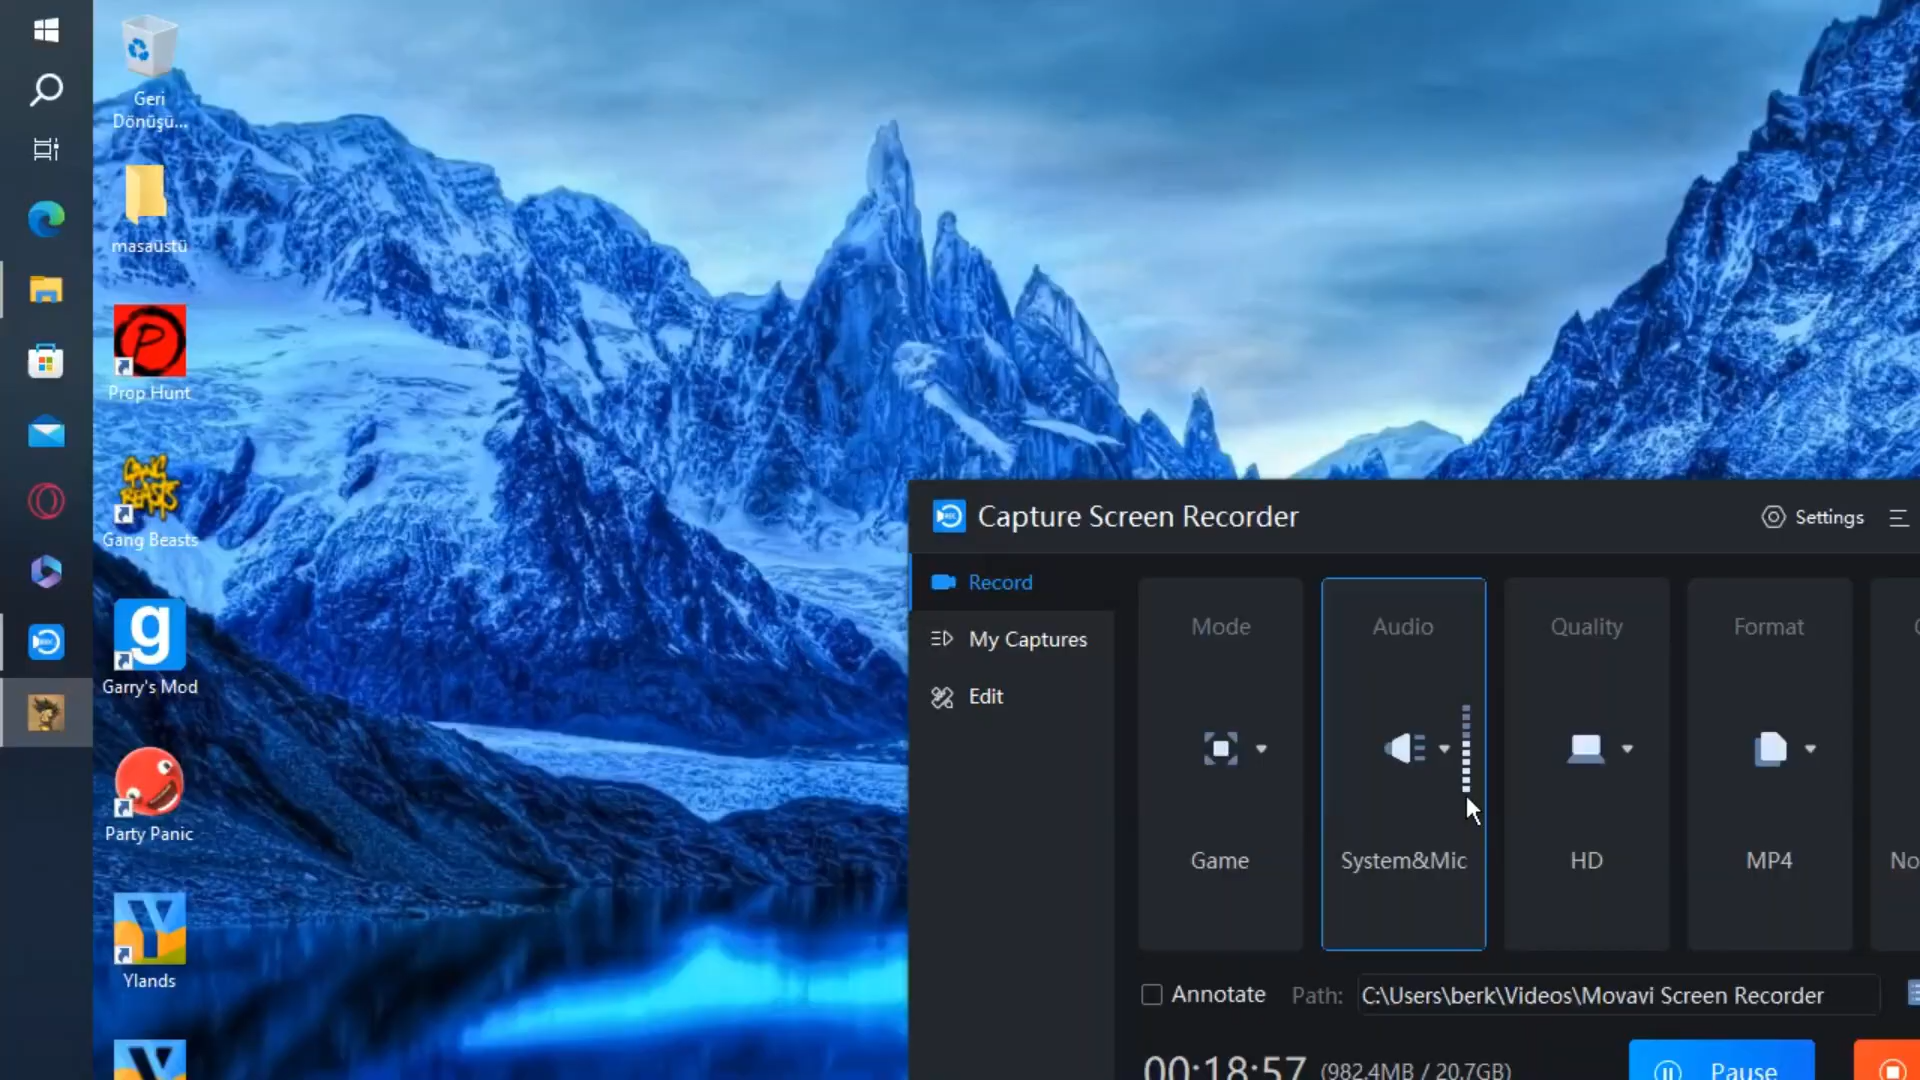 Geri
Dönüşü...
masaüstü
P
Prop Hunt
GANG
BEASTS
Gang Beasts
g
Garry's Mod
Party Panic
Y
Ylands
Capture Screen Recorder
Settings
Record
My Captures
Edit
Mode
Audio
Quality
Format
Game
System&Mic
HD
MP4
No
Annotate
Path:
C:\Users\berk\Videos\Movavi Screen Recorder
00:18:57
(982.4MB / 20.7GB)
Pause